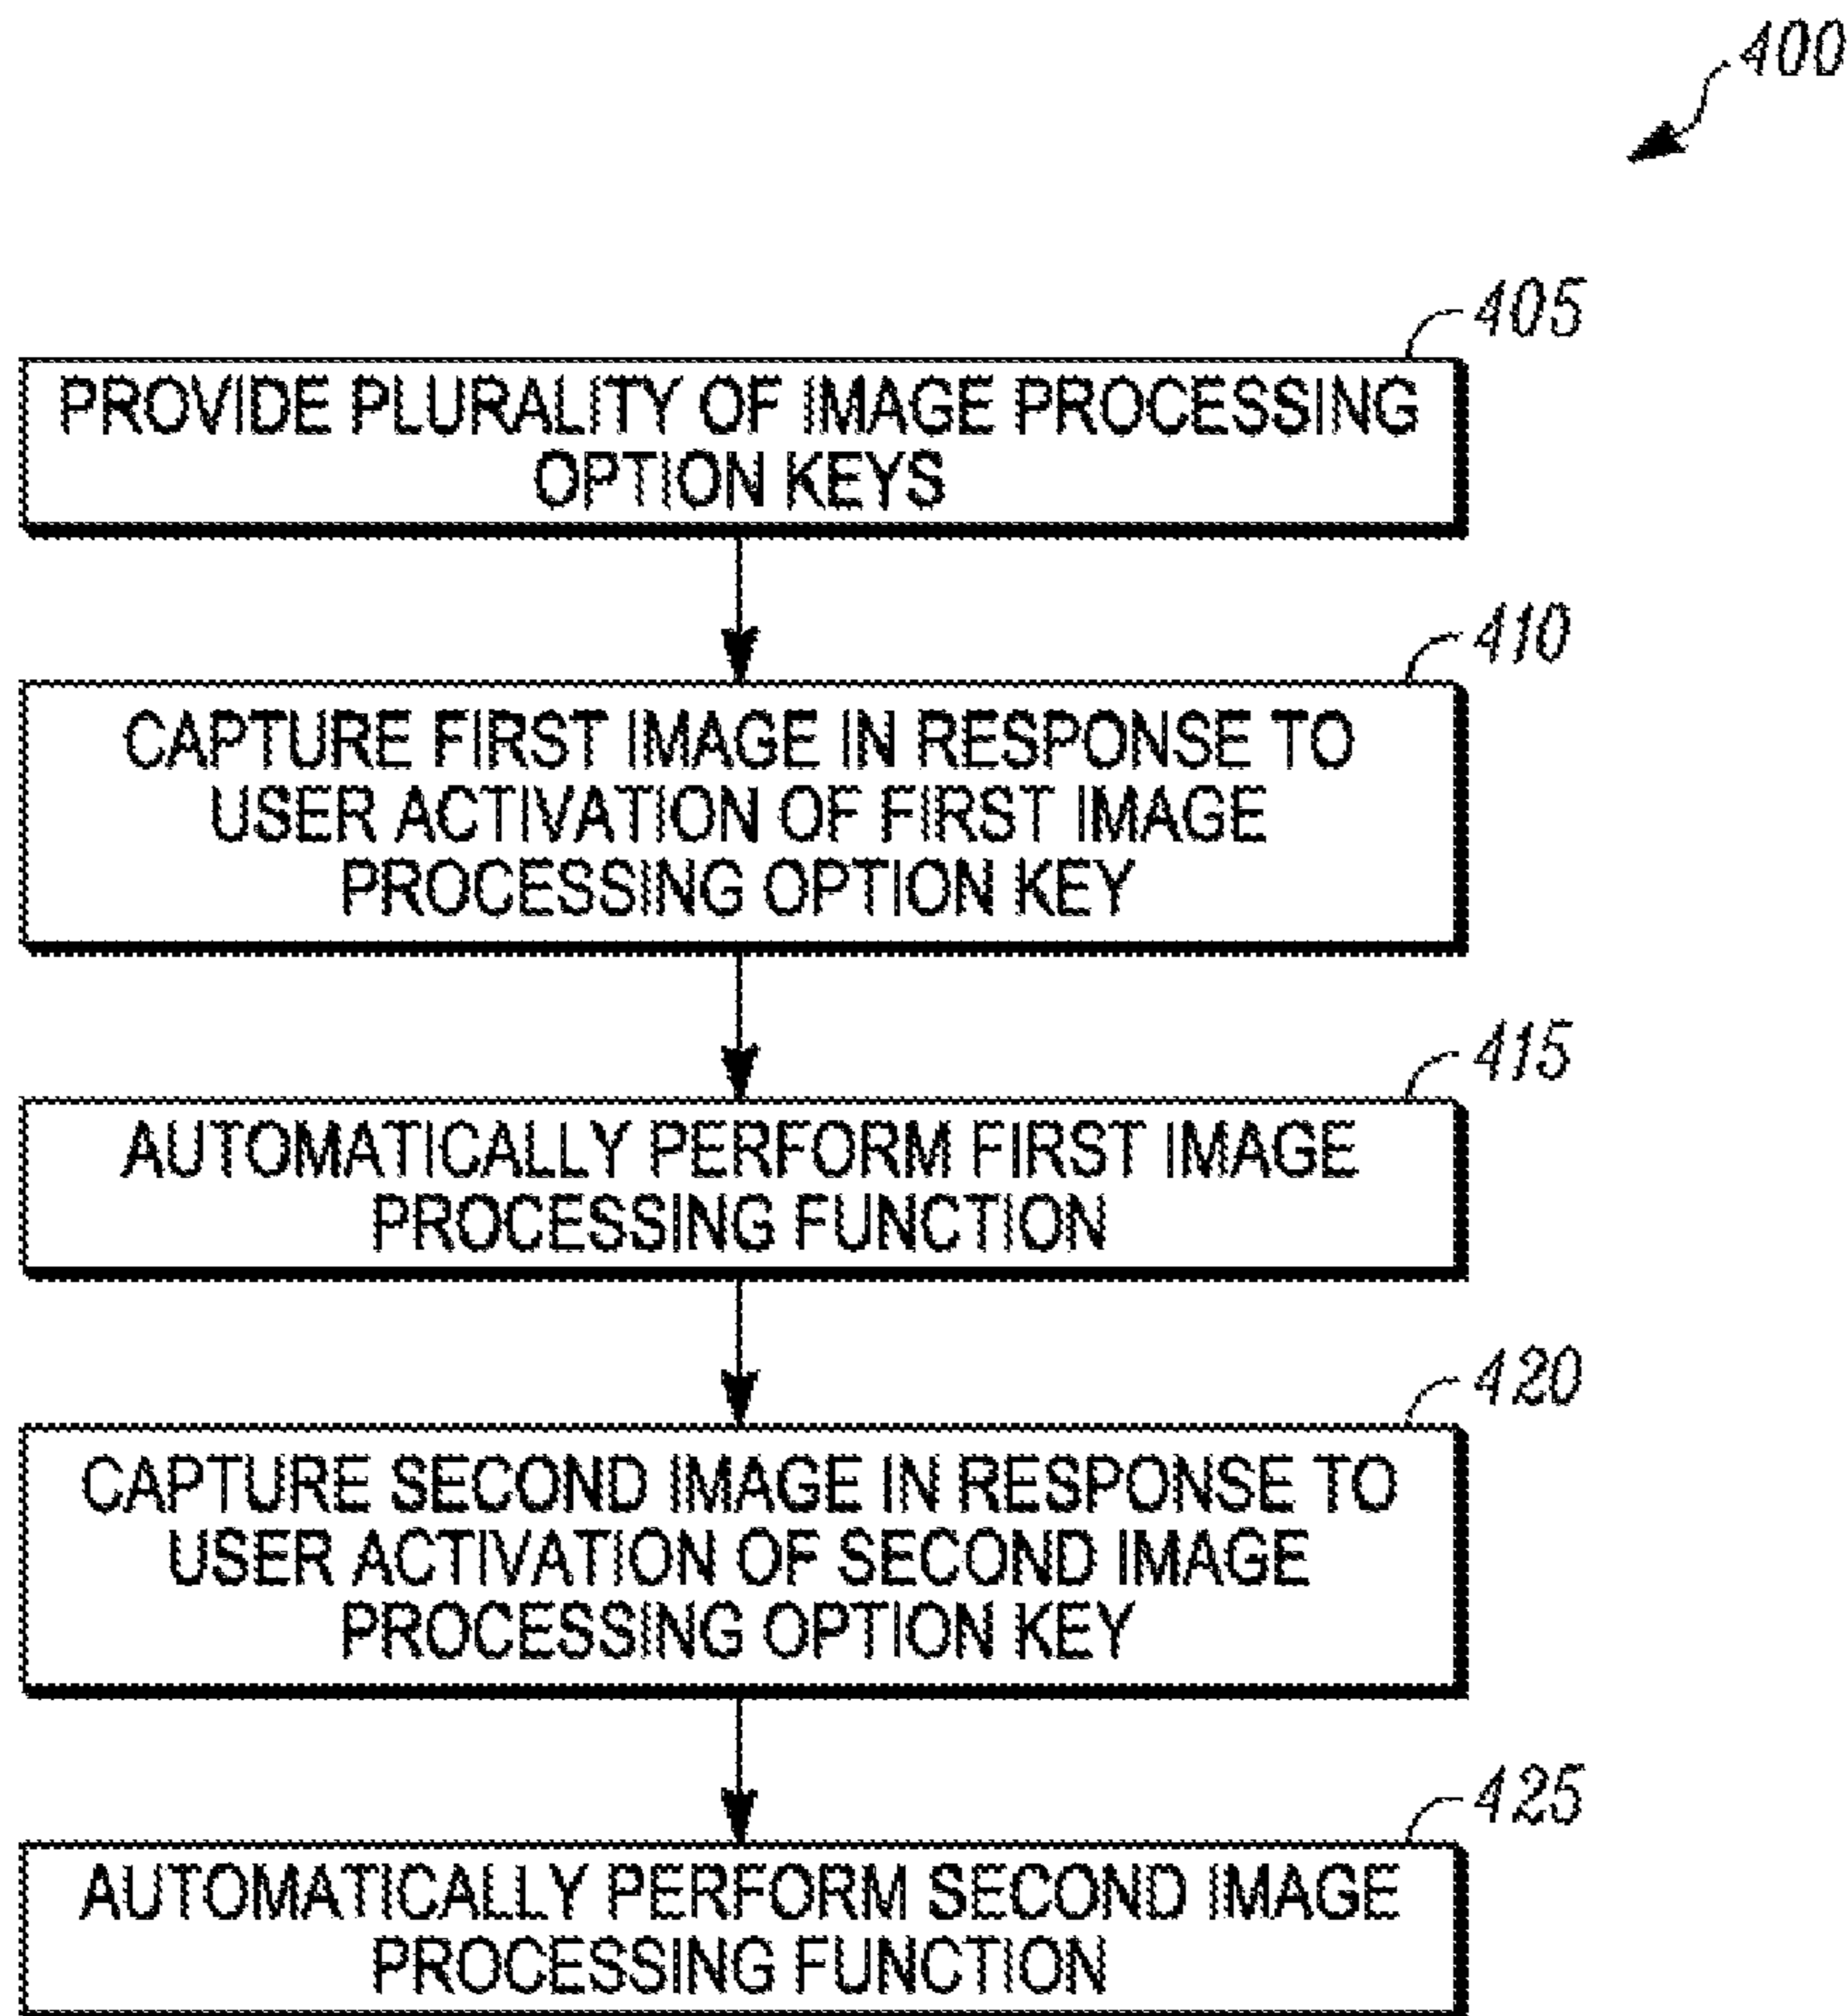 400
405
PROVIDE PLURALITY OF IMAGE PROCESSING
OPTION KEYS
410
CAPTURE FIRST IMAGE IN RESPONSE TO
USER ACTIVATION OF FIRST IMAGE
PROCESSING OPTION KEY
415
AUTOMATICALLY PERFORM FIRST IMAGE
PROCESSING FUNCTION
420
CAPTURE SECOND IMAGE IN RESPONSE TO
USER ACTIVATION OF SECOND IMAGE
PROCESSING OPTION KEY
425
AUTOMATICALLY PERFORM SECOND IMAGE
PROCESSING FUNCTION